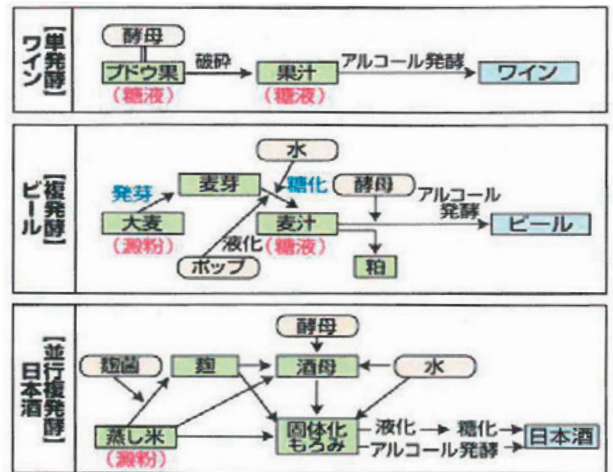 【単発酵】
ワイン
酵母
ブドウ果
(糖液)
破砕
果汁
(糖液)
アルコール発酵
ワイン
【複発酵】
ビール
水
発芽
麦芽
糖化
酵母
アルコール
発酵
大麦
(澱粉)
液化
麦汁
(糖液)
ビール
ホップ
粕
【並行複発酵】
日本酒
酵母
麹菌
麹
酒母
水
蒸し米
(澱粉)
固体化
もろみ
液化
糖化
アルコール発酵
日本酒